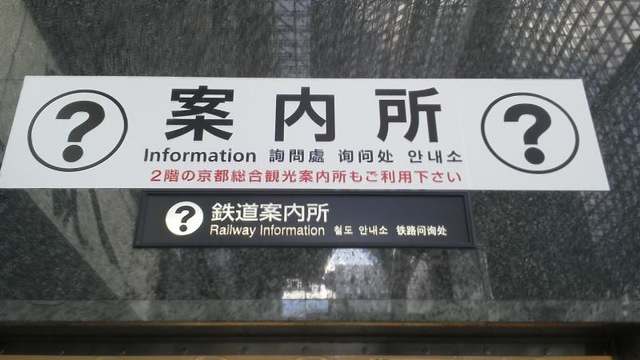 ? 案内所 ?
Information 詢問處 询问处 안내소
2階の京都総合観光案内所もご利用下さい
? 鉄道案内所
Railway Information 철도 안내소 铁路问询处